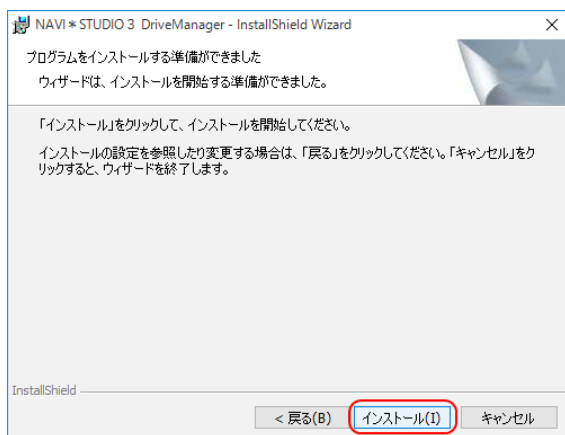 NAVI＊STUDIO 3 DriveManager - InstallShield Wizard
プログラムをインストールする準備ができました
ウィザードは、インストールを開始する準備ができました。
「インストール」をクリックして、インストールを開始してください。
インストールの設定を参照したり変更する場合は、「戻る」をクリックしてください。「キャンセル」をク
リックすると、ウィザードを終了します。
InstallShield
< 戻る(B) インストール(I) キャンセル